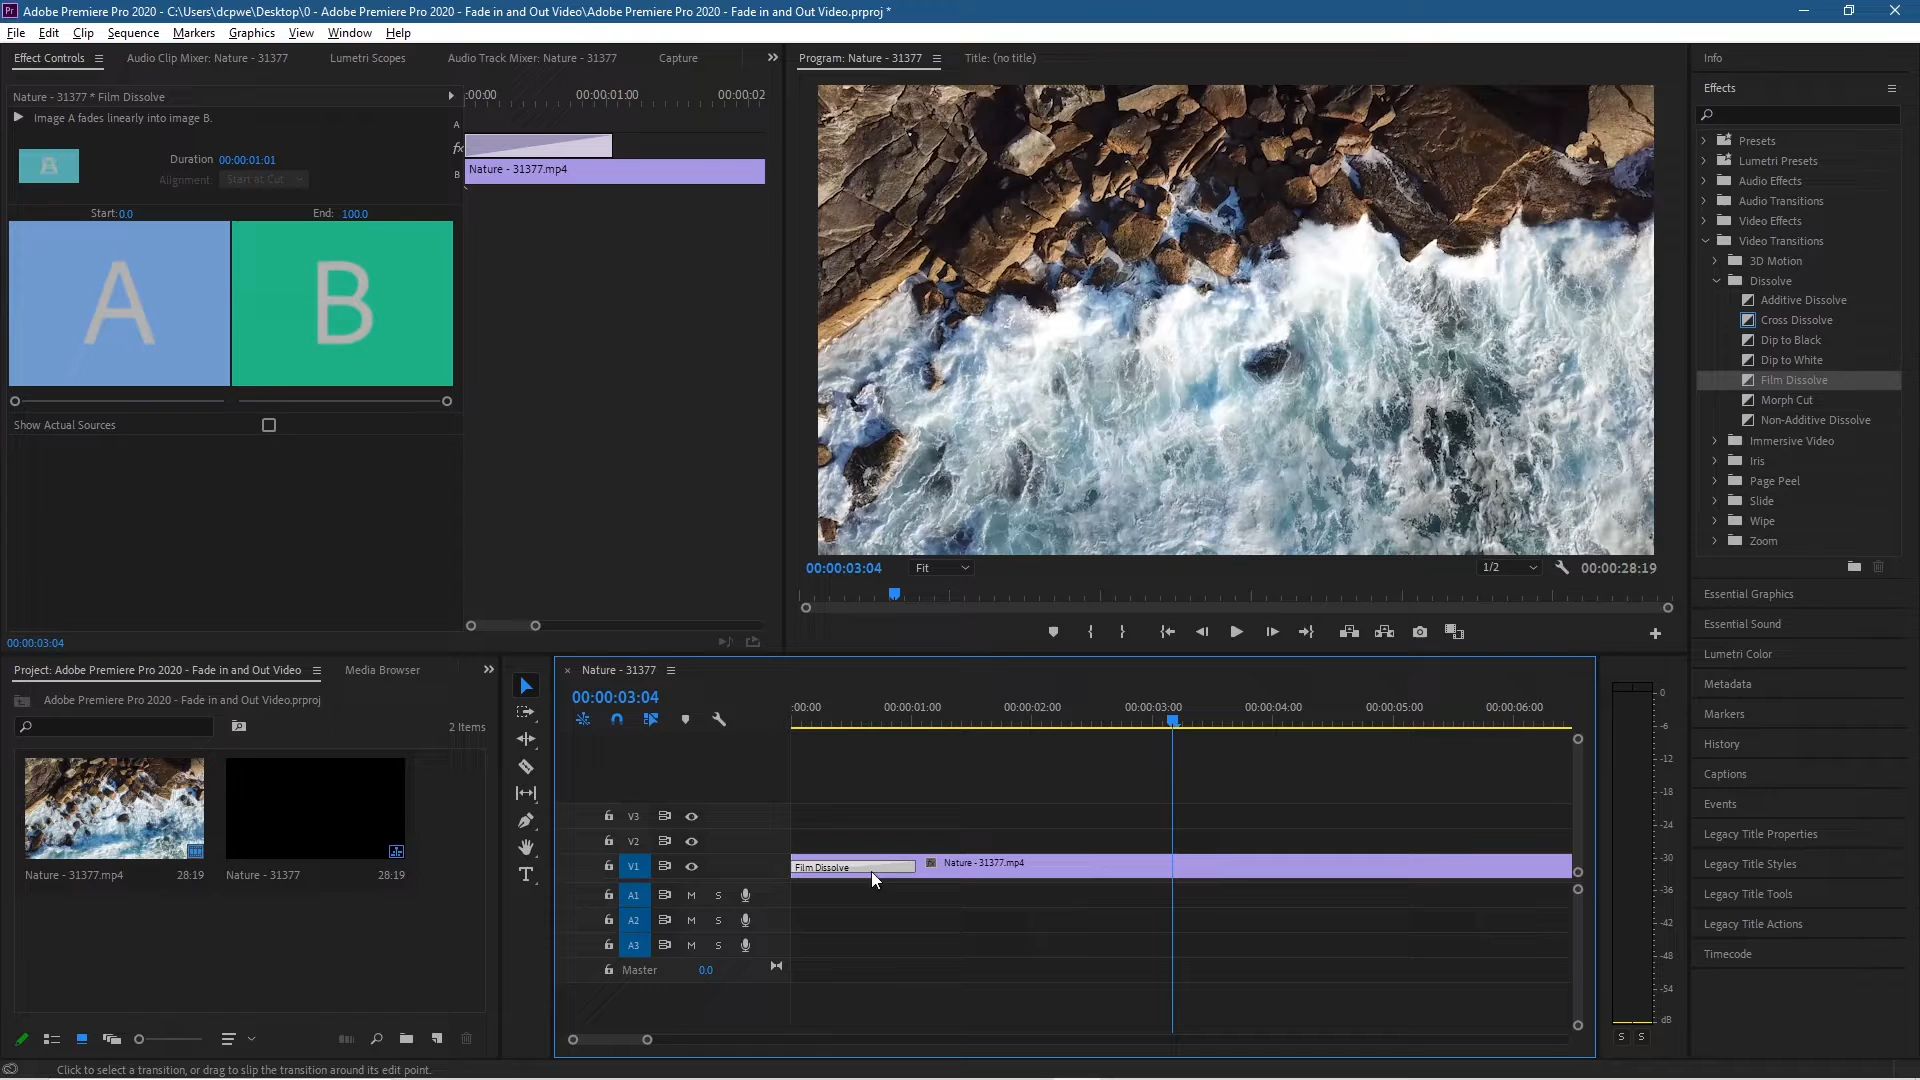 Pr Adobe Premiere Pro 2020 - C:\Users\dcpwe\Desktop\0 - Adobe Premiere Pro 2020 - Fade in and Out Video\Adobe Premiere Pro 2020 - Fade in and Out Video.prproj *
File Edit Clip Sequence Markers Graphics View Window Help
Effect Controls Audio Clip Mixer: Nature - 31377 Lumetri Scopes Audio Track Mixer: Nature - 31377 Capture
Nature - 31377 * Film Dissolve
Image A fades linearly into image B.
B
Duration 00:00:01:01
Alignment: Start at Cut
Start: 0.0 End: 100.0
A B
Show Actual Sources
:00:00 00:00:01:00 00:00:02
A
fx
B Nature - 31377.mp4
00:00:03:04
Program: Nature - 31377 Title: (no title)
00:00:03:04 Fit 1/2 00:00:28:19
Info
Effects
Presets
Lumetri Presets
Audio Effects
Audio Transitions
Video Effects
Video Transitions
3D Motion
Dissolve
Additive Dissolve
Cross Dissolve
Dip to Black
Dip to White
Film Dissolve
Morph Cut
Non-Additive Dissolve
Immersive Video
Iris
Page Peel
Slide
Wipe
Zoom
Essential Graphics
Essential Sound
Lumetri Color
Metadata
Markers
History
Captions
Events
Legacy Title Properties
Legacy Title Styles
Legacy Title Tools
Legacy Title Actions
Timecode
Project: Adobe Premiere Pro 2020 - Fade in and Out Video Media Browser
Adobe Premiere Pro 2020 - Fade in and Out Video.prproj
2 Items
Nature - 31377.mp4 28:19 Nature - 31377 28:19
T
Nature - 31377
00:00:03:04
:00:00 00:00:01:00 00:00:02:00 00:00:03:00 00:00:04:00 00:00:05:00 00:00:06:00
V3
V2
V1 Film Dissolve fx Nature - 31377.mp4
A1 M S
A2 M S
A3 M S
Master 0.0
0
-6
-12
-18
-24
-30
-36
-42
-48
-54
dB
S S
Click to select a transition, or drag to slip the transition around its edit point.